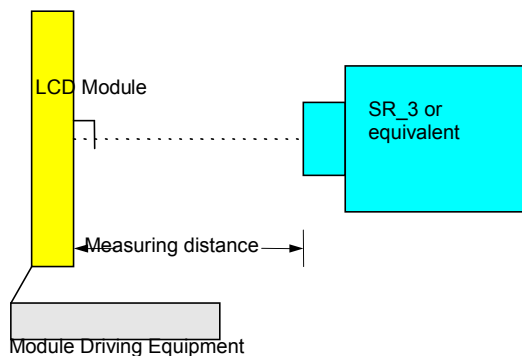 LCD Module
SR_3 or
equivalent
Measuring distance
Module Driving Equipment